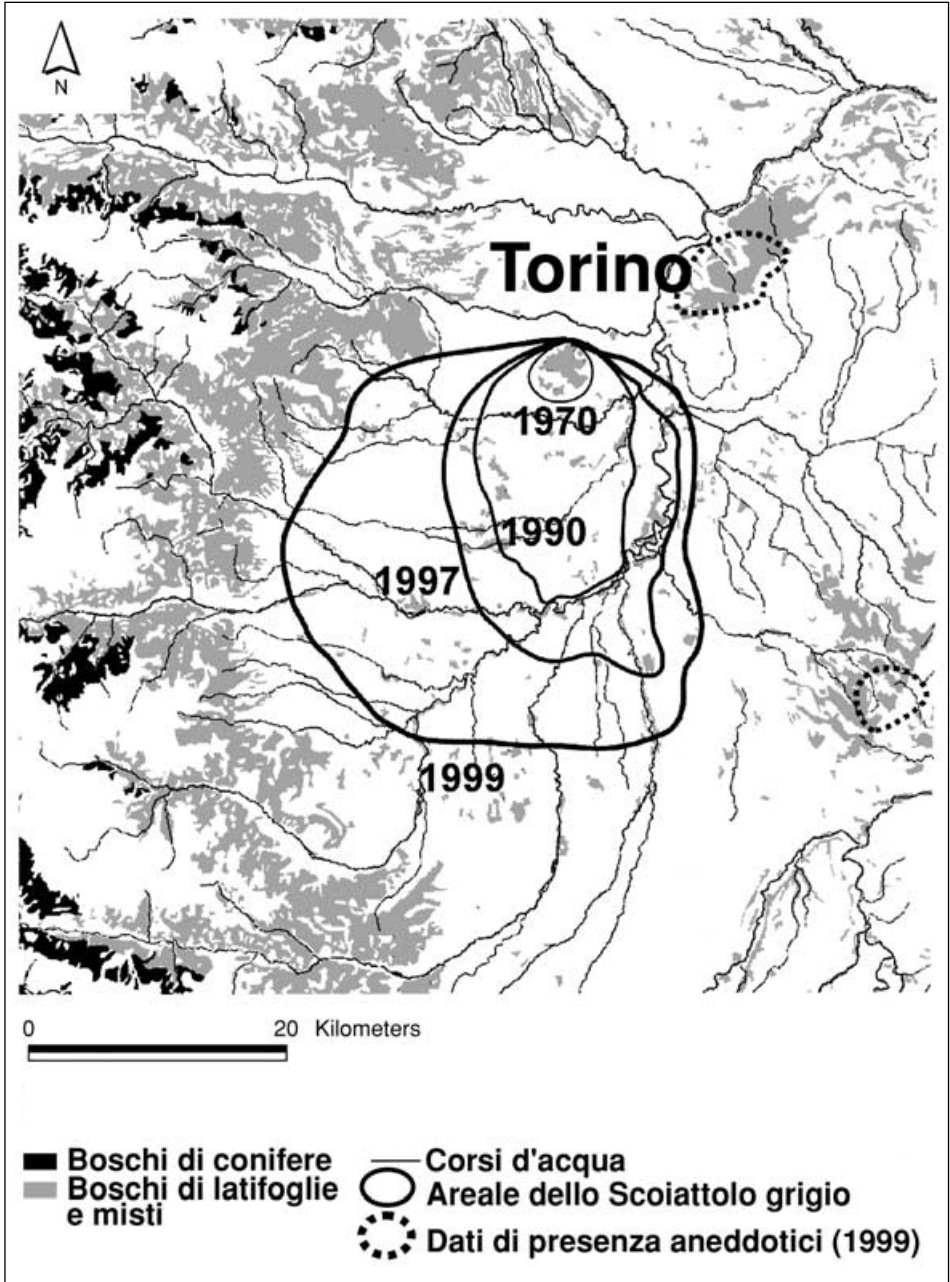 N
Torino
1970
1990
1997
1999
0 20 Kilometers
Boschi di conifere
Boschi di latifoglie
e misti
Corsi d'acqua
Areale dello Scoiattolo grigio
Dati di presenza aneddotici (1999)